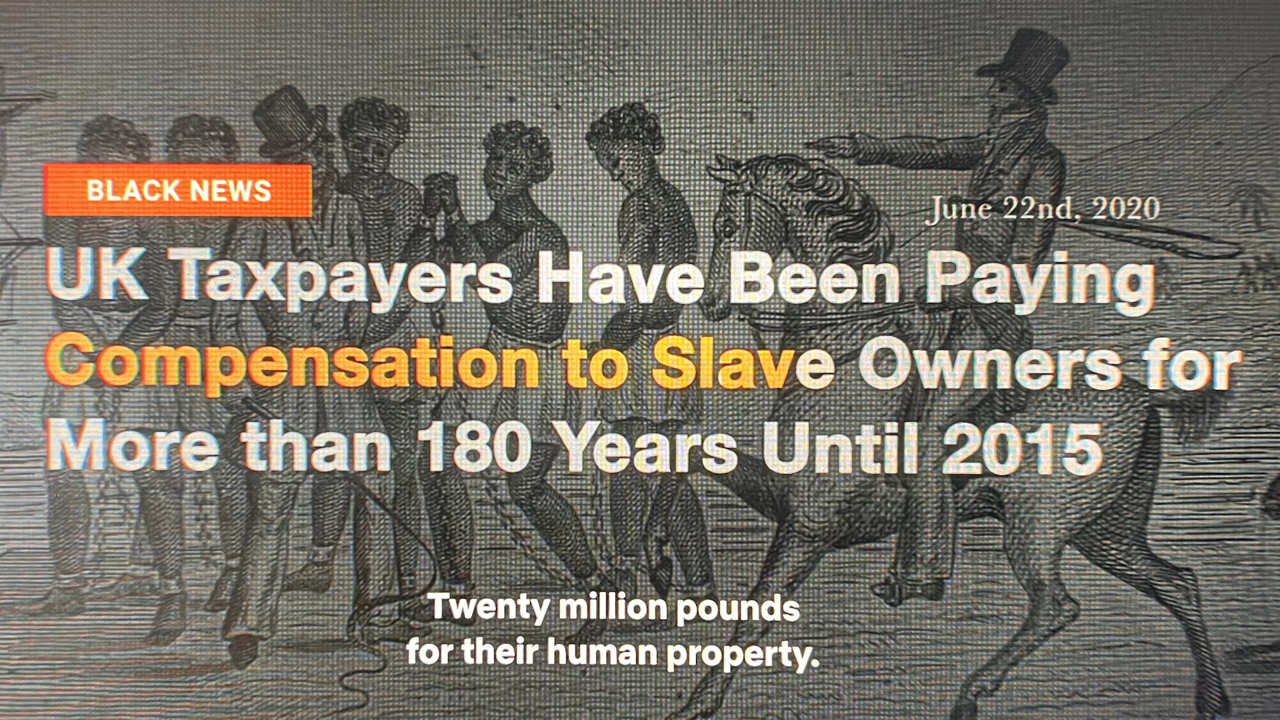 BLACK NEWS
June 22nd, 2020
UK Taxpayers Have Been Paying
Compensation to Slave Owners for
More than 180 Years Until 2015
Twenty million pounds
for their human property.